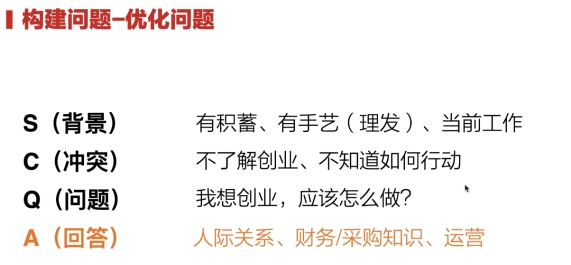 构建问题-优化问题
S（背景） 有积蓄、有手艺（理发）、当前工作
C（冲突） 不了解创业、不知道如何行动
Q（问题） 我想创业，应该怎么做?
A（回答） 人际关系、财务/采购知识、运营